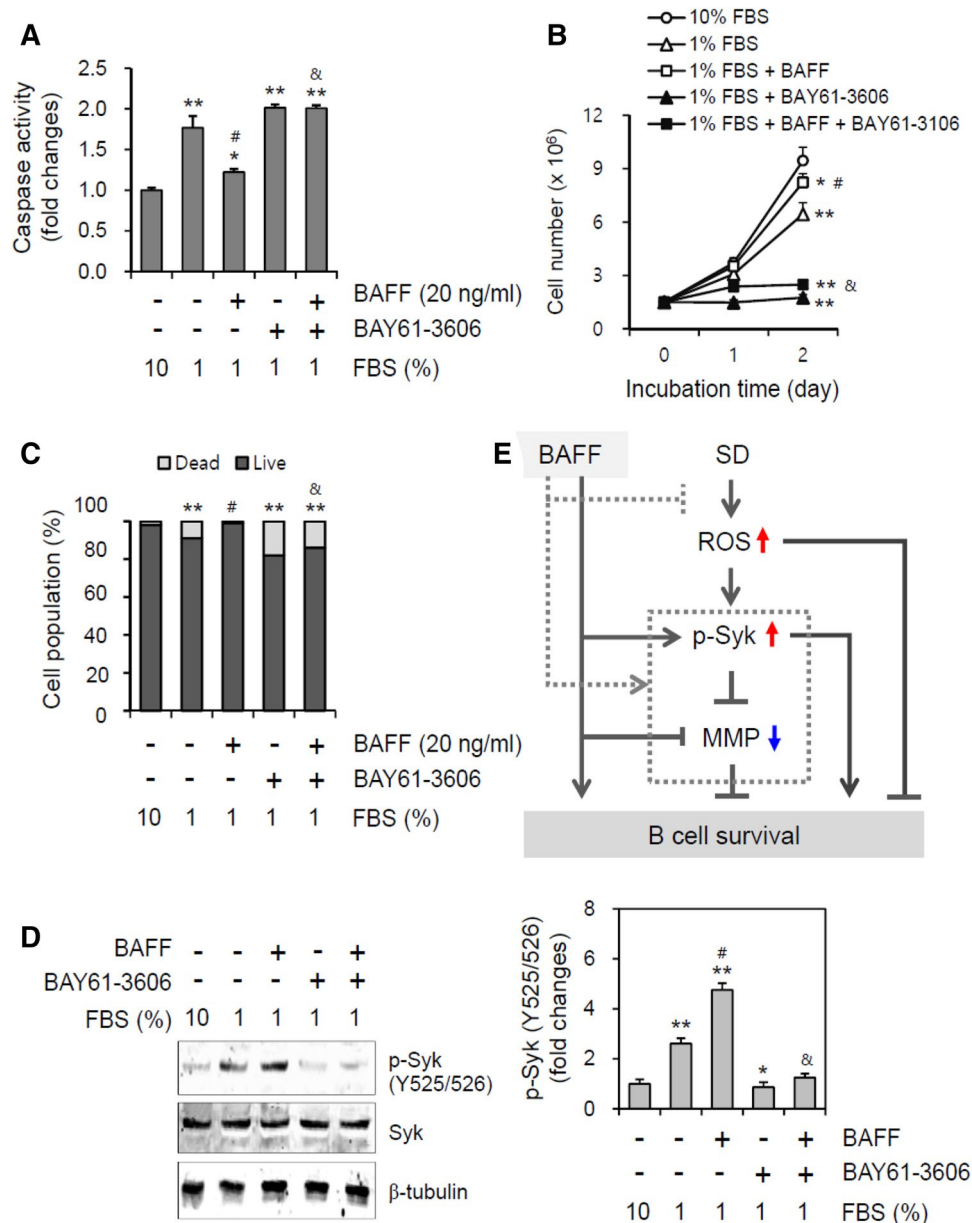 A
Caspase activity
(fold changes)
2.5
2.0
1.5
1.0
0.5
0.0
** # * ** & **
- - + - + BAFF (20 ng/ml)
- - - + + BAY61-3606
10 1 1 1 1 FBS (%)
B
10% FBS
1% FBS
1% FBS + BAFF
1% FBS + BAY61-3606
1% FBS + BAFF + BAY61-3106
Cell number (x 10⁶)
12
9
6
3
0
* #
**
** &
**
0 1 2
Incubation time (day)
C
Dead Live
Cell population (%)
100
80
60
40
20
0
** # ** & **
- - + - + BAFF (20 ng/ml)
- - - + + BAY61-3606
10 1 1 1 1 FBS (%)
E
BAFF SD
ROS
p-Syk
MMP
B cell survival
D
BAFF - - + - +
BAY61-3606 - - - + +
FBS (%) 10 1 1 1 1
p-Syk
(Y525/526)
Syk
β-tubulin
p-Syk (Y525/526)
(fold changes)
8
6
4
2
0
** # ** * &
- - + - + BAFF
- - - + + BAY61-3606
10 1 1 1 1 FBS (%)